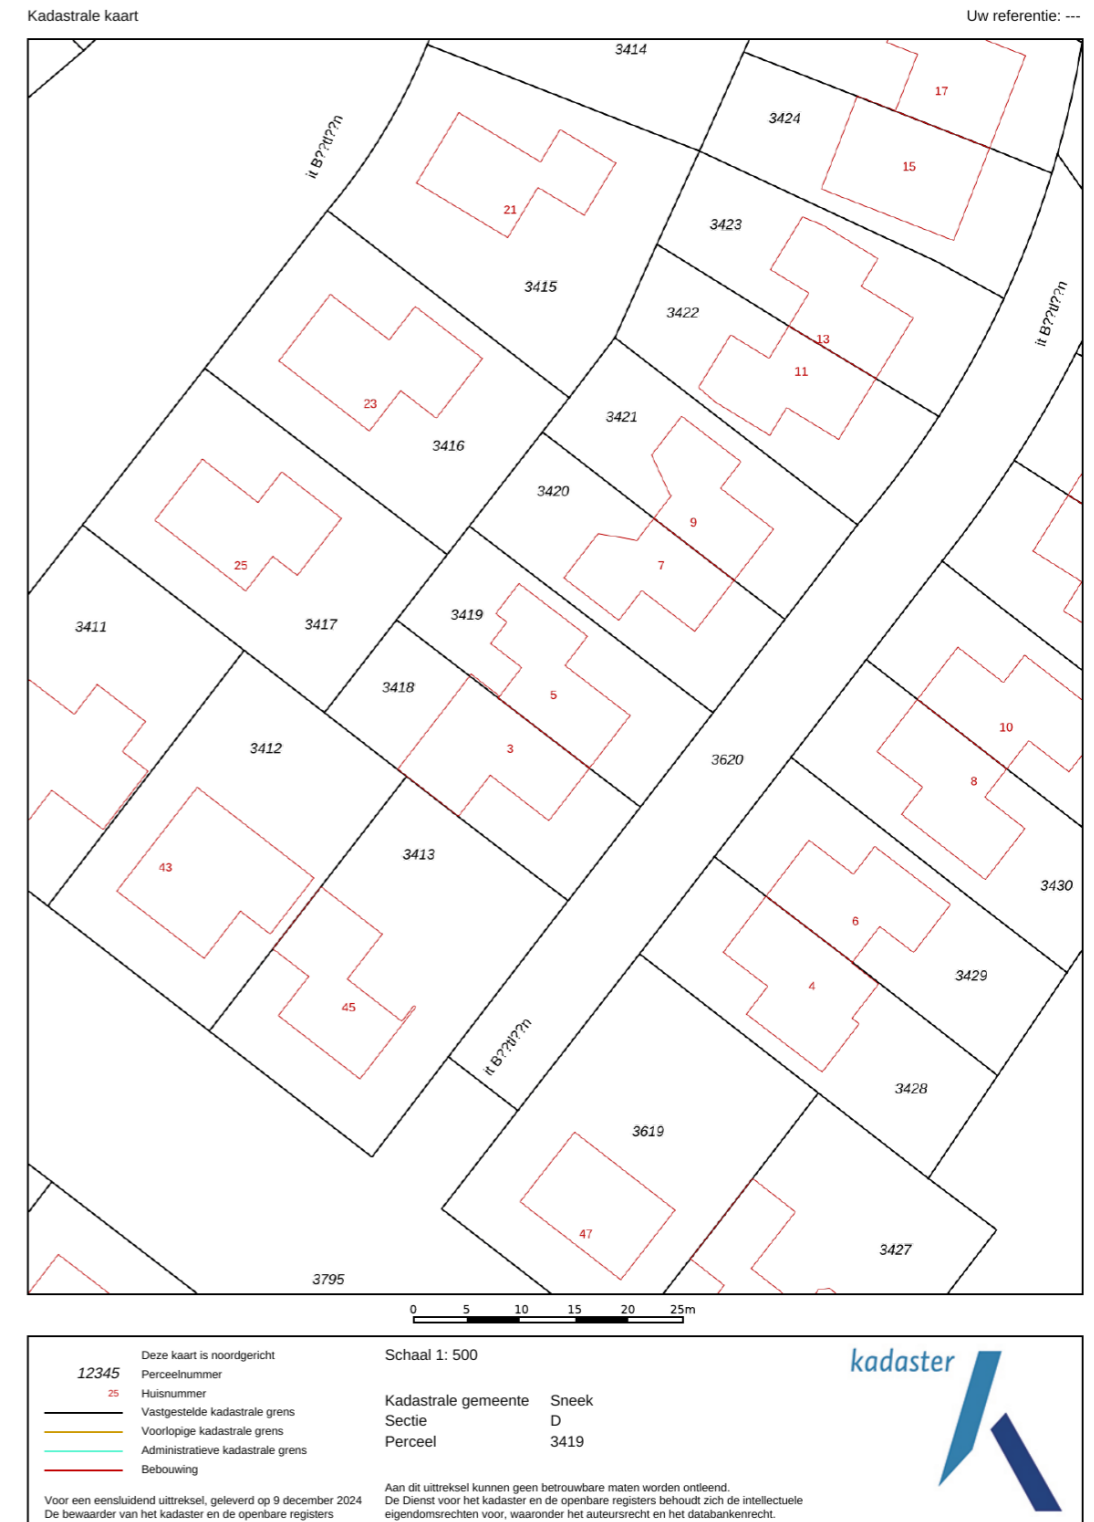 Kadastrale kaart
Uw referentie: ---
3414
17
3424
it B??tl??n
15
21
3423
3415
3422
it B??tl??n
13
11
23
3421
3416
3420
9
25
7
3419
3417
3411
3418
5
10
3412
3
3620
8
3413
43
3430
6
3429
4
45
it B??tl??n
3428
3619
47
3427
3795
0 5 10 15 20 25m
Deze kaart is noordgericht
12345 Perceelnummer
25 Huisnummer
Vastgestelde kadastrale grens
Voorlopige kadastrale grens
Administratieve kadastrale grens
Bebouwing
Voor een eensluidend uittreksel, geleverd op 9 december 2024
De bewaarder van het kadaster en de openbare registers
Schaal 1: 500
Kadastrale gemeente Sneek
Sectie D
Perceel 3419
Aan dit uittreksel kunnen geen betrouwbare maten worden ontleend.
De Dienst voor het kadaster en de openbare registers behoudt zich de intellectuele
eigendomsrechten voor, waaronder het auteursrecht en het databankenrecht.
kadaster